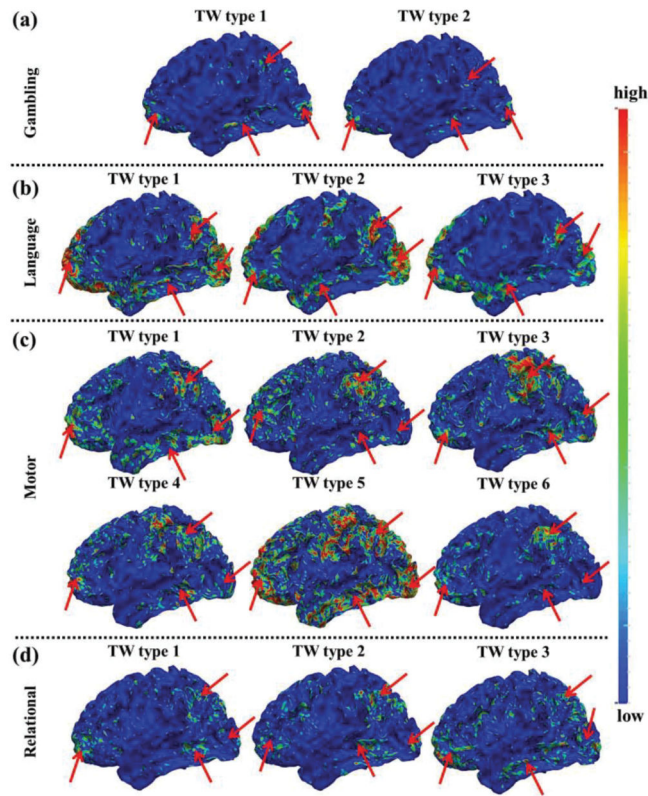 (a)
TW type 1 TW type 2
Gambling
high
(b)
TW type 1 TW type 2 TW type 3
Language
(c)
TW type 1 TW type 2 TW type 3
Motor
TW type 4 TW type 5 TW type 6
(d)
TW type 1 TW type 2 TW type 3
Relational
low